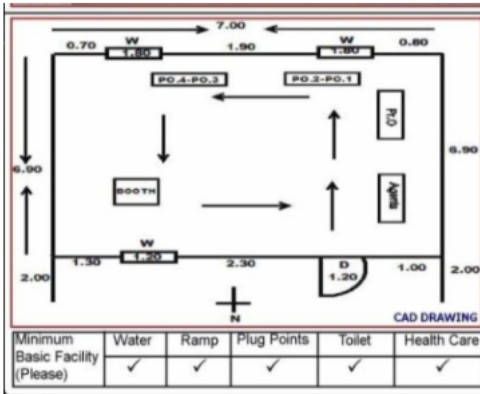 7.00
W W
0.70 1.80 1.90 1.80 0.80
PO.4-PO.3 PO.2-PO.1
Pr.O
6.90 6.90
BOOTH Agents
W
1.30 1.20 2.30 D 1.00
2.00 1.20 2.00
N
CAD DRAWING
Minimum Basic Facility (Please) Water Ramp Plug Points Toilet Health Care
✓ ✓ ✓ ✓ ✓